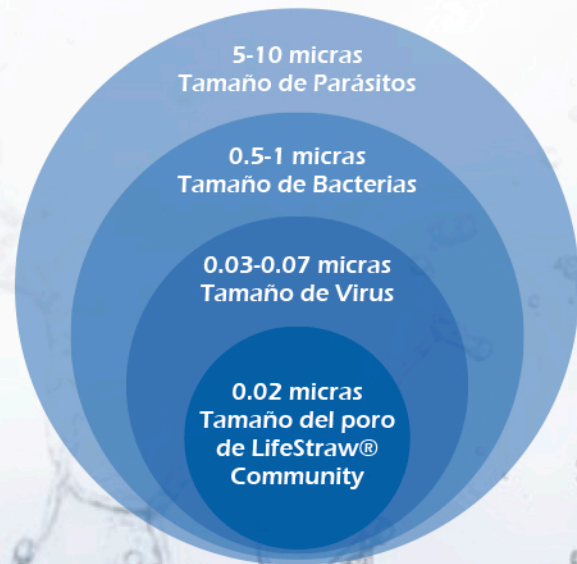 5-10 micras
Tamaño de Parásitos
0.5-1 micras
Tamaño de Bacterias
0.03-0.07 micras
Tamaño de Virus
0.02 micras
Tamaño del poro
de LifeStraw®
Community